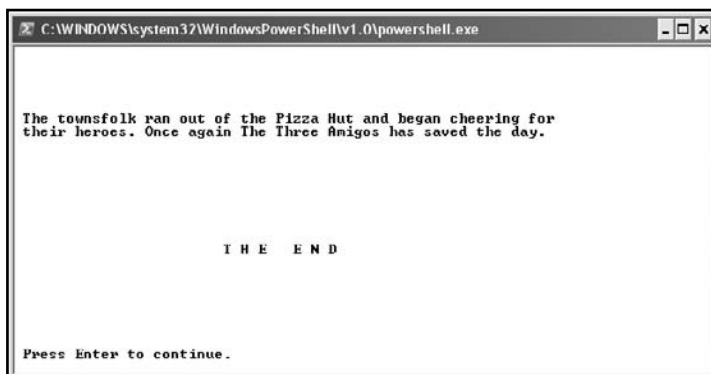 C:\WINDOWS\system32\WindowsPowerShell\v1.0\powershell.exe
The townsfolk ran out of the Pizza Hut and began cheering for
their heroes. Once again The Three Amigos has saved the day.
T H E   E N D
Press Enter to continue.